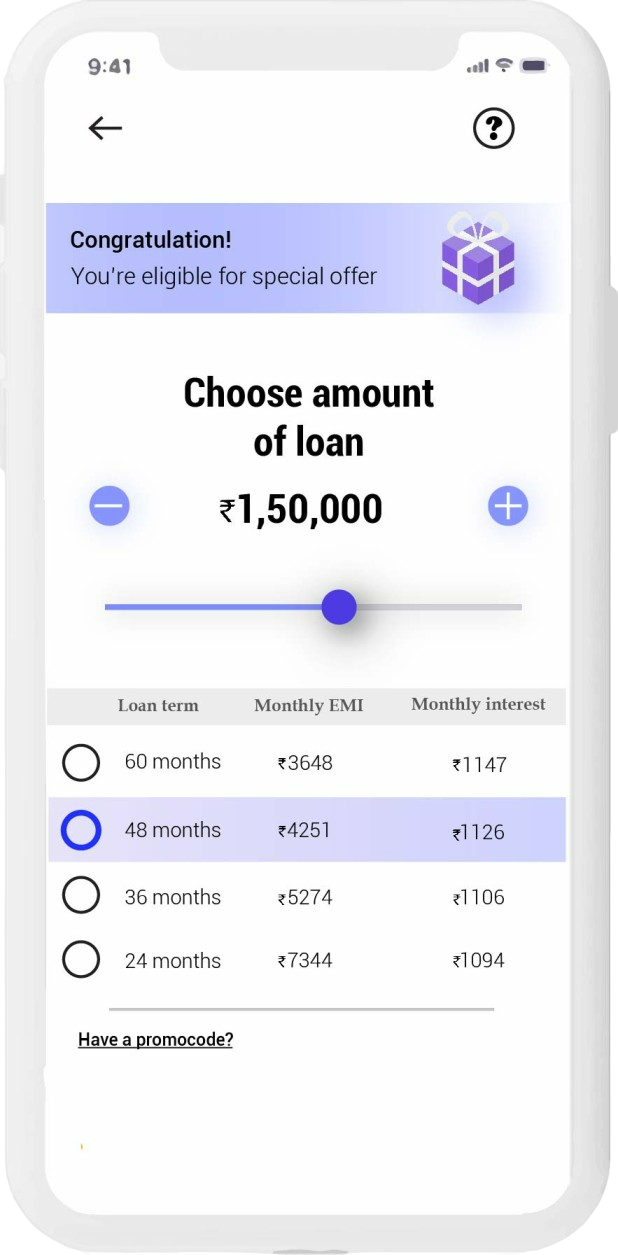 9:41
?
Congratulation!
You're eligible for special offer
Choose amount
of loan
₹1,50,000
Loan term Monthly EMI Monthly interest
60 months ₹3648 ₹1147
48 months ₹4251 ₹1126
36 months ₹5274 ₹1106
24 months ₹7344 ₹1094
Have a promocode?